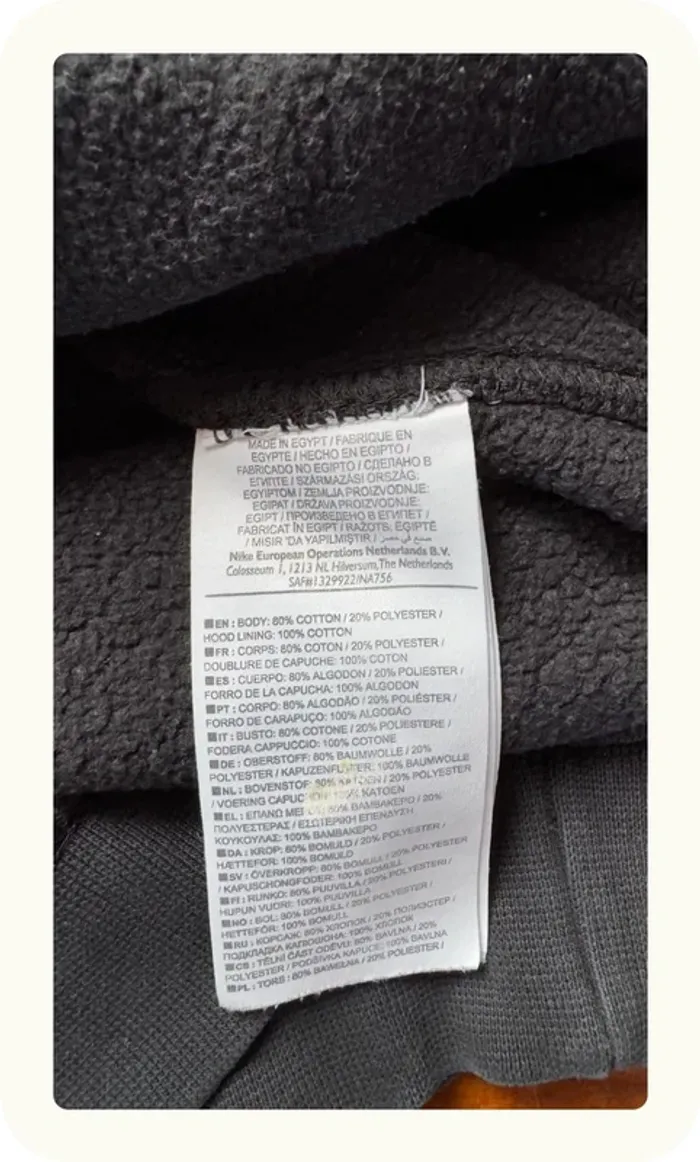 MADE IN EGYPT / FABRIQUE EN
EGYPTE / HECHO EN EGIPTO /
FABRICADO NO EGIPTO / СДЕЛАНО В
ЕГИПТЕ / SZÁRMAZÁSI ORSZÁG:
EGYIPTOM / ZEMLJA PROIZVODNJE:
EGIPAT / DRŽAVA PROIZVODNJE:
EGIPT / ПРОИЗВЕДЕНО В ЕГИПЕТ /
FABRICAT ÎN EGIPT / RAŽOTS: EGIPTE
/ MISIR 'DA YAPILMIŞTIR / صنع في مصر
Nike European Operations Netherlands B.V.
Colosseum 1, 1213 NL Hilversum, The Netherlands
SAF#1329922/NA756
EN : BODY: 80% COTTON / 20% POLYESTER /
HOOD LINING: 100% COTTON
FR : CORPS: 80% COTON / 20% POLYESTER /
DOUBLURE DE CAPUCHE: 100% COTON
ES : CUERPO: 80% ALGODON / 20% POLIESTER /
FORRO DE LA CAPUCHA: 100% ALGODON
PT : CORPO: 80% ALGODÃO / 20% POLIÉSTER /
FORRO DE CARAPUÇO: 100% ALGODÃO
IT : BUSTO: 80% COTONE / 20% POLIESTERE /
FODERA CAPPUCCIO: 100% COTONE
DE : OBERSTOFF: 80% BAUMWOLLE / 20%
POLYESTER / KAPUZENFUTTER: 100% BAUMWOLLE
NL : BOVENSTOF: 80% KATOEN / 20% POLYESTER
/ VOERING CAPUCHON: 100% KATOEN
EL : ΕΠΑΝΩ 80% ΒΑΜΒΑΚΕΡΟ / 20%
ΠΟΛΥΕΣΤΕΡΑΣ / ΕΣΩΤΕΡΙΚΗ ΕΠΕΝΔΥΣΗ
ΚΟΥΚΟΥΛΑΣ: 100% ΒΑΜΒΑΚΕΡΟ
DA : KROP: 80% BOMULD / 20% POLYESTER /
HÆTTEFOR: 100% BOMULD
SV : ÖVERKROPP: 80% BOMULL / 20% POLYESTER
/ KAPUSCHONGFODER: 100% BOMULL
FI : RUNKO: 80% PUUVILLA / 20% POLYESTERI /
HUPUN VUORI: 100% PUUVILLA
NO : BOL: 80% BOMULL / 20% POLYESTER /
HETTEFÔR: 100% BOMULL
RU : КОРСАЖ: 80% ХЛОПОК / 20% ПОЛИЭСТЕР /
ПОДКЛАДКА КАПЮШОНА: 100% ХЛОПОК
CS : TĚLNÍ ČÁST ODĚVU: 80% BAVLNA / 20%
POLYESTER / PODŠÍVKA KAPUCE: 100% BAVLNA
PL : TORS : 80% BAWEŁNA / 20% POLIESTER /